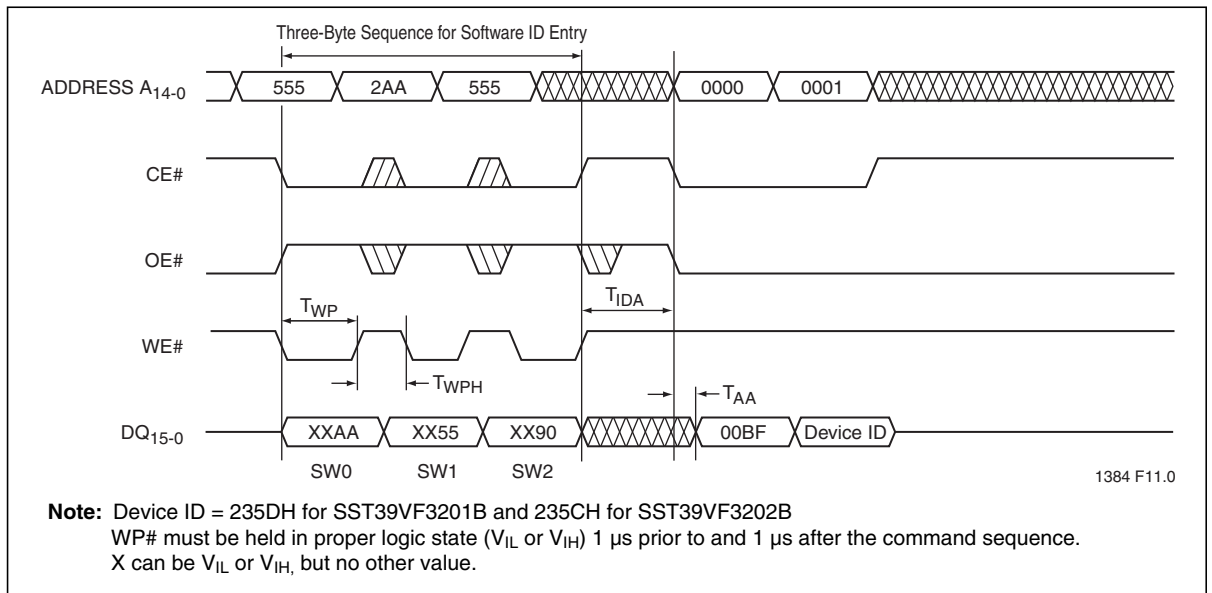 Three-Byte Sequence for Software ID Entry
ADDRESS A14-0
555 2AA 555 0000 0001
CE#
OE#
TWP TIDA
WE#
TWPH TAA
DQ15-0
XXAA XX55 XX90 00BF Device ID
SW0 SW1 SW2
1384 F11.0
Note: Device ID = 235DH for SST39VF3201B and 235CH for SST39VF3202B
WP# must be held in proper logic state (VIL or VIH) 1 µs prior to and 1 µs after the command sequence.
X can be VIL or VIH, but no other value.